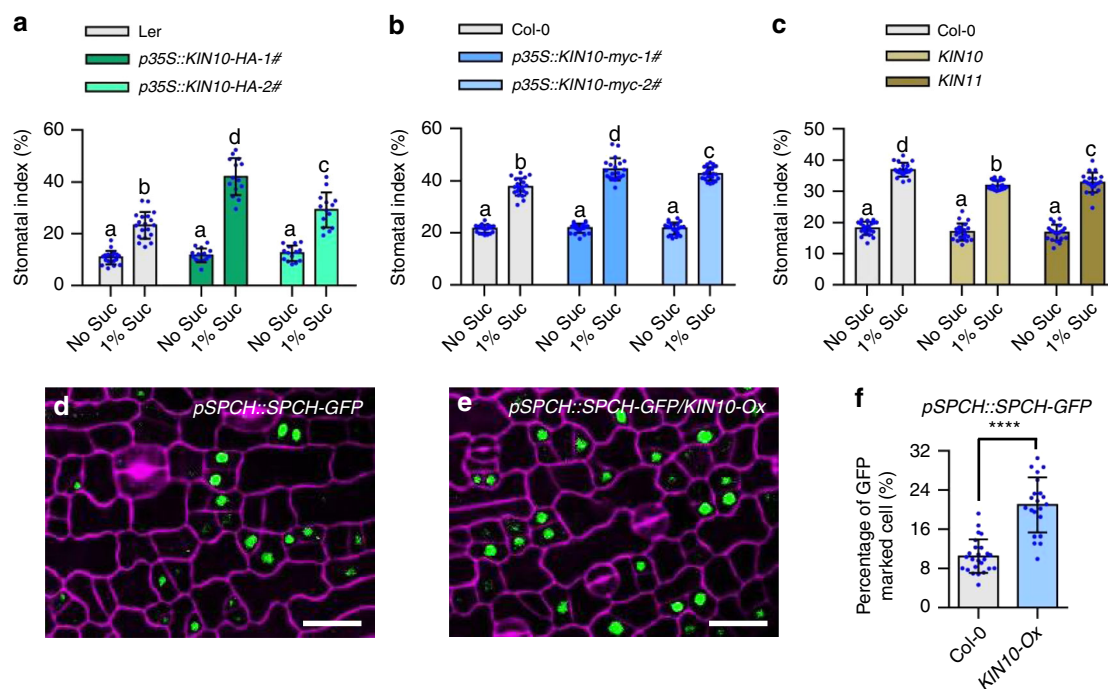 a
Ler
p35S::KIN10-HA-1#
p35S::KIN10-HA-2#
Stomatal index (%)
60
40
20
0
a
b
a
d
a
c
No Suc
1% Suc
No Suc
1% Suc
No Suc
1% Suc
b
Col-0
p35S::KIN10-myc-1#
p35S::KIN10-myc-2#
Stomatal index (%)
60
40
20
0
a
b
a
d
a
c
No Suc
1% Suc
No Suc
1% Suc
No Suc
1% Suc
c
Col-0
KIN10
KIN11
Stomatal index (%)
50
40
30
20
10
0
a
d
a
b
a
c
No Suc
1% Suc
No Suc
1% Suc
No Suc
1% Suc
d
pSPCH::SPCH-GFP
e
pSPCH::SPCH-GFP/KIN10-Ox
f
pSPCH::SPCH-GFP
****
Percentage of GFP
marked cell (%)
32
24
16
8
0
Col-0
KIN10-Ox